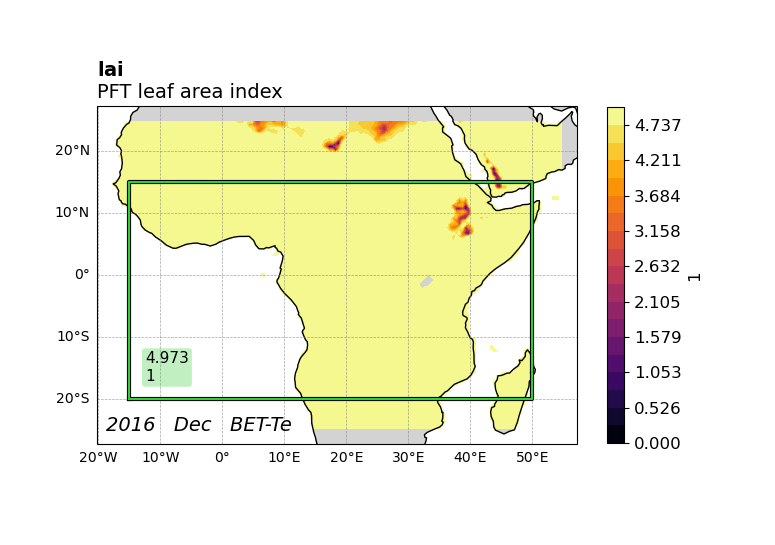 lai
PFT leaf area index
20°N
10°N
0°
10°S
20°S
20°W
10°W
0°
10°E
20°E
30°E
40°E
50°E
4.973
1
2016 Dec BET-Te
4.737
4.211
3.684
3.158
2.632
2.105
1.579
1.053
0.526
0.000
1